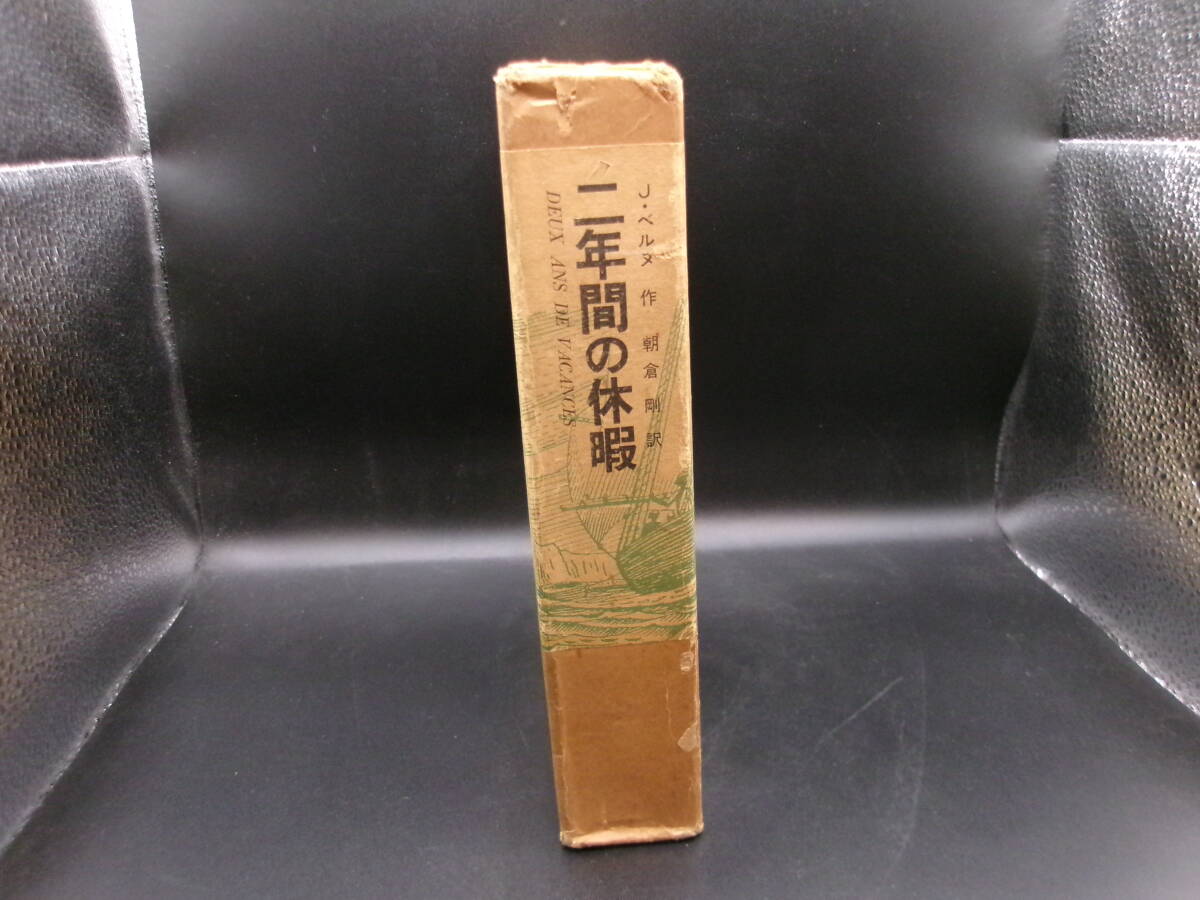 J・ベルヌ 作 朝倉 剛 訳
二年間の休暇
DEUX ANS DE VACANCES